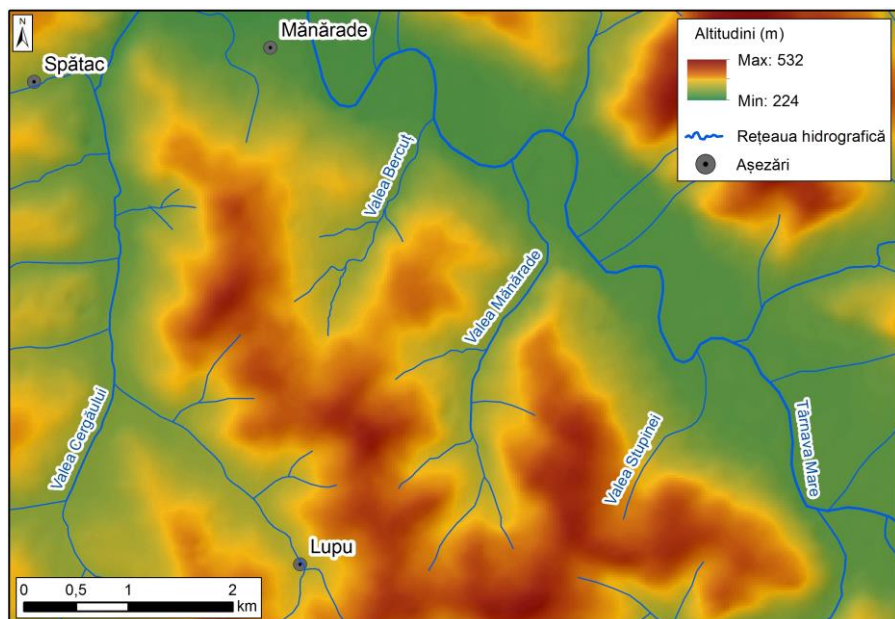 N
Mănărade
Spătac
Altitudini (m)
Max: 532
Min: 224
Rețeaua hidrografică
Așezări
Valea Bercuț
Valea Mănărade
Valea Cergăului
Valea Stupinei
Târnava Mare
Lupu
0 0,5 1 2
km